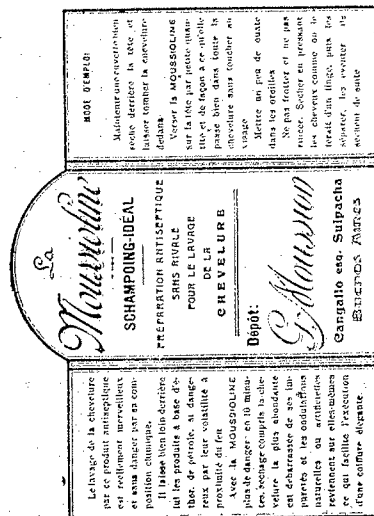 Le lavage de la chevelure
par ce produit antiseptique
est reellement merveilleux
et sans danger par sa com-
position chimique.
Il laisse bien loin derrière
lui les produits à base d'é-
ther, de pétrole, si dange-
reux par leur volatilité à
proximité du feu
Avec la MOUSSIOLINE
plus de danger: en 10 minu-
tes, séchage compris la che-
velure la plus abondante
est débarrassée de ses im-
puretés et les ondulations
naturelles ou artificielles
reviennent sur elles-mêmes
ce qui facilite l'exécution
d'une coiffure élégante.
La
Moussioline
SCHAMPOING-IDÉAL
PRÉPARATION ANTISEPTIQUE
SANS RIVALE
POUR LE LAVAGE
DE LA
CHEVELURE
Dépôt:
G. Moussion
Cangallo esq. Suipacha
BUENOS AIRES
MODE D'EMPLOI
Maintenir une cuvette bien
sèche derrière la tête et
laisser tomber la chevelure
dedans.
Verser la MOUSSIOLINE
sur la tête par petite quan-
tité et de façon a ce qu'elle
passe bien dans toute la
chevelure sans toucher au
visage
Mettre un peu de ouate
dans les oreilles
Ne pas frotter et ne pas
rincer. Sécher en pressant
les cheveux comme on le
ferait d'un linge, puis les
séparer, les éventer ils
sèchent de suite